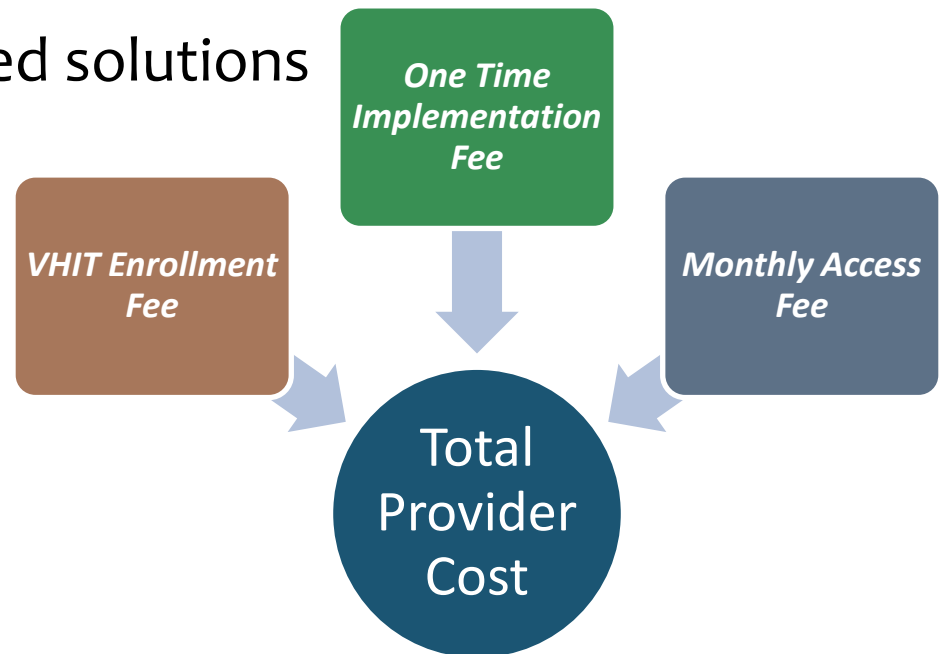 ed solutions
One Time
Implementation
Fee
VHIT Enrollment
Fee
Monthly Access
Fee
Total
Provider
Cost